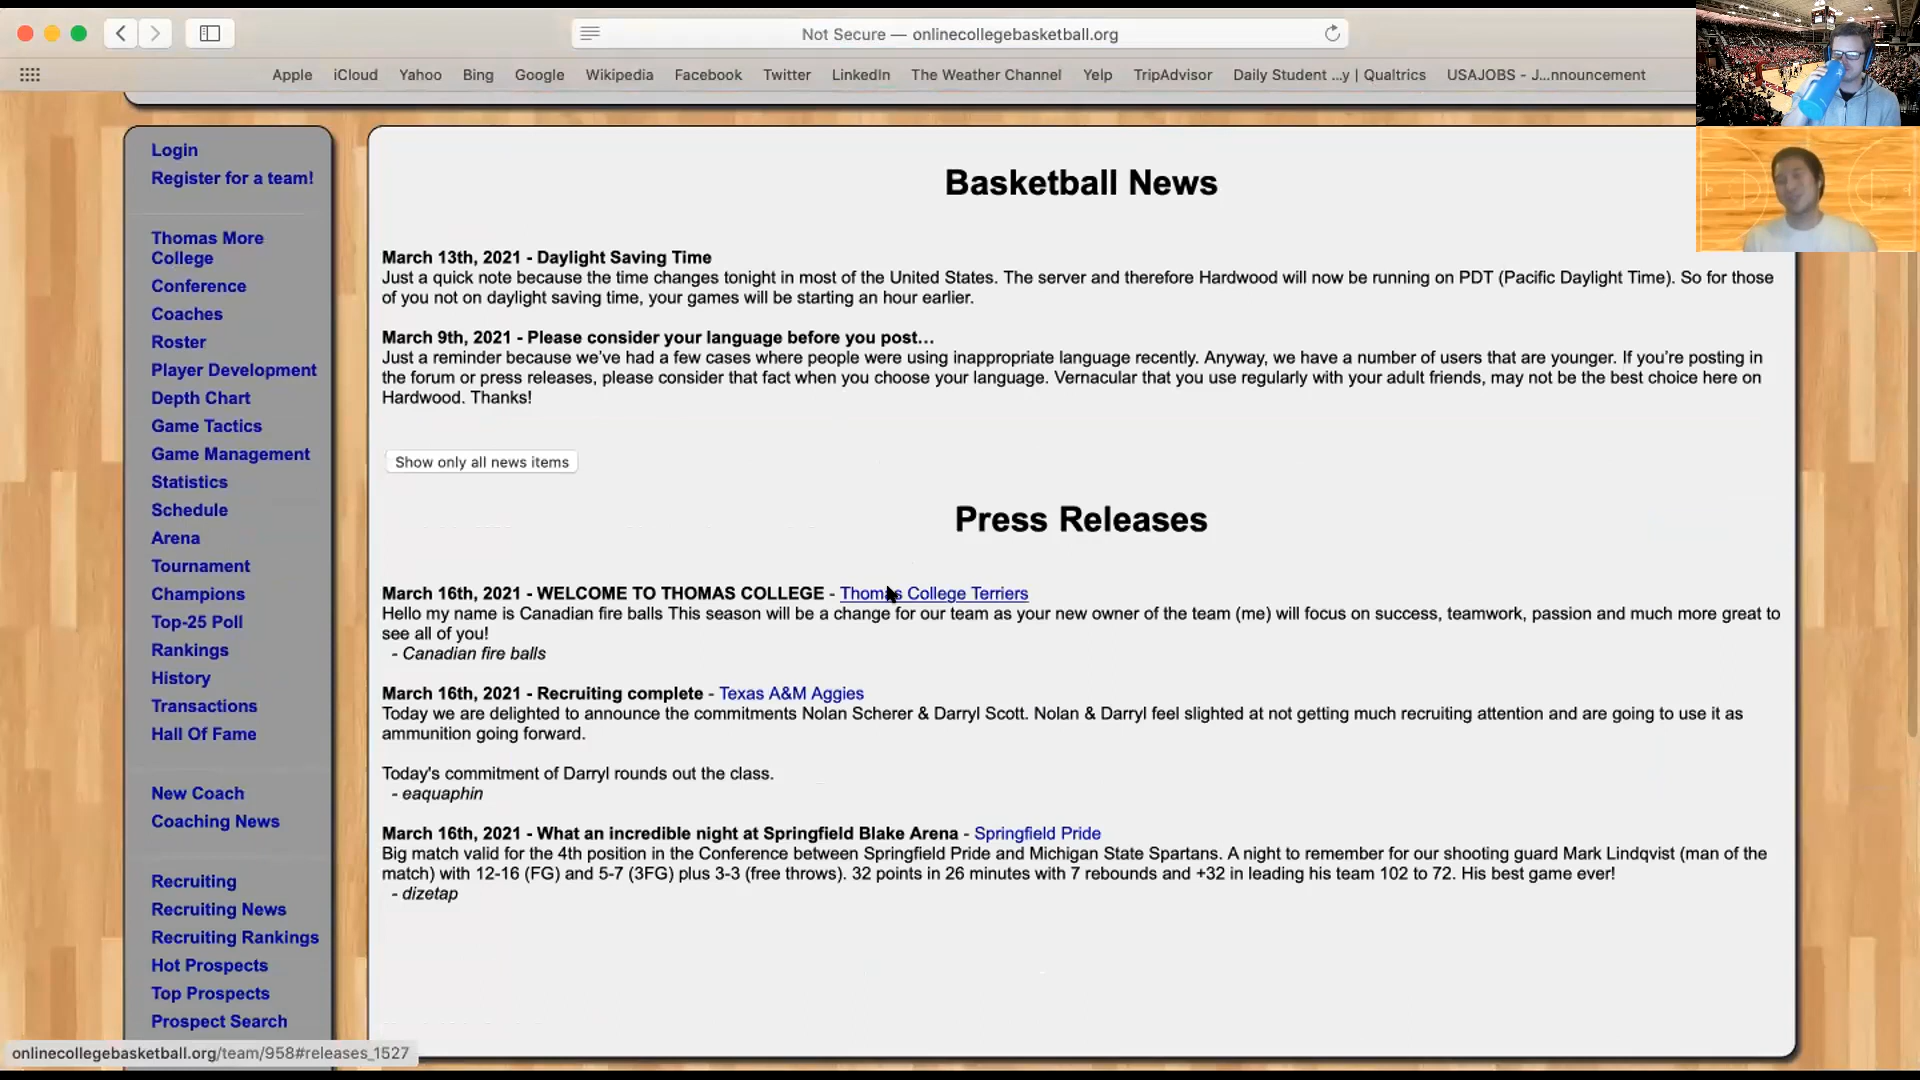 Not Secure — onlinecollegebasketball.org
Apple iCloud Yahoo Bing Google Wikipedia Facebook Twitter LinkedIn The Weather Channel Yelp TripAdvisor Daily Student ...y | Qualtrics USAJOBS - J...nnouncement
Login
Register for a team!
Thomas More
College
Conference
Coaches
Roster
Player Development
Depth Chart
Game Tactics
Game Management
Statistics
Schedule
Arena
Tournament
Champions
Top-25 Poll
Rankings
History
Transactions
Hall Of Fame
New Coach
Coaching News
Recruiting
Recruiting News
Recruiting Rankings
Hot Prospects
Top Prospects
Prospect Search
Basketball News
March 13th, 2021 - Daylight Saving Time
Just a quick note because the time changes tonight in most of the United States. The server and therefore Hardwood will now be running on PDT (Pacific Daylight Time). So for those
of you not on daylight saving time, your games will be starting an hour earlier.
March 9th, 2021 - Please consider your language before you post...
Just a reminder because we've had a few cases where people were using inappropriate language recently. Anyway, we have a number of users that are younger. If you're posting in
the forum or press releases, please consider that fact when you choose your language. Vernacular that you use regularly with your adult friends, may not be the best choice here on
Hardwood. Thanks!
Show only all news items
Press Releases
March 16th, 2021 - WELCOME TO THOMAS COLLEGE - Thomas College Terriers
Hello my name is Canadian fire balls This season will be a change for our team as your new owner of the team (me) will focus on success, teamwork, passion and much more great to
see all of you!
- Canadian fire balls
March 16th, 2021 - Recruiting complete - Texas A&M Aggies
Today we are delighted to announce the commitments Nolan Scherer & Darryl Scott. Nolan & Darryl feel slighted at not getting much recruiting attention and are going to use it as
ammunition going forward.
Today's commitment of Darryl rounds out the class.
- eaquaphin
March 16th, 2021 - What an incredible night at Springfield Blake Arena - Springfield Pride
Big match valid for the 4th position in the Conference between Springfield Pride and Michigan State Spartans. A night to remember for our shooting guard Mark Lindqvist (man of the
match) with 12-16 (FG) and 5-7 (3FG) plus 3-3 (free throws). 32 points in 26 minutes with 7 rebounds and +32 in leading his team 102 to 72. His best game ever!
- dizetap
onlinecollegebasketball.org/team/958#releases_1527